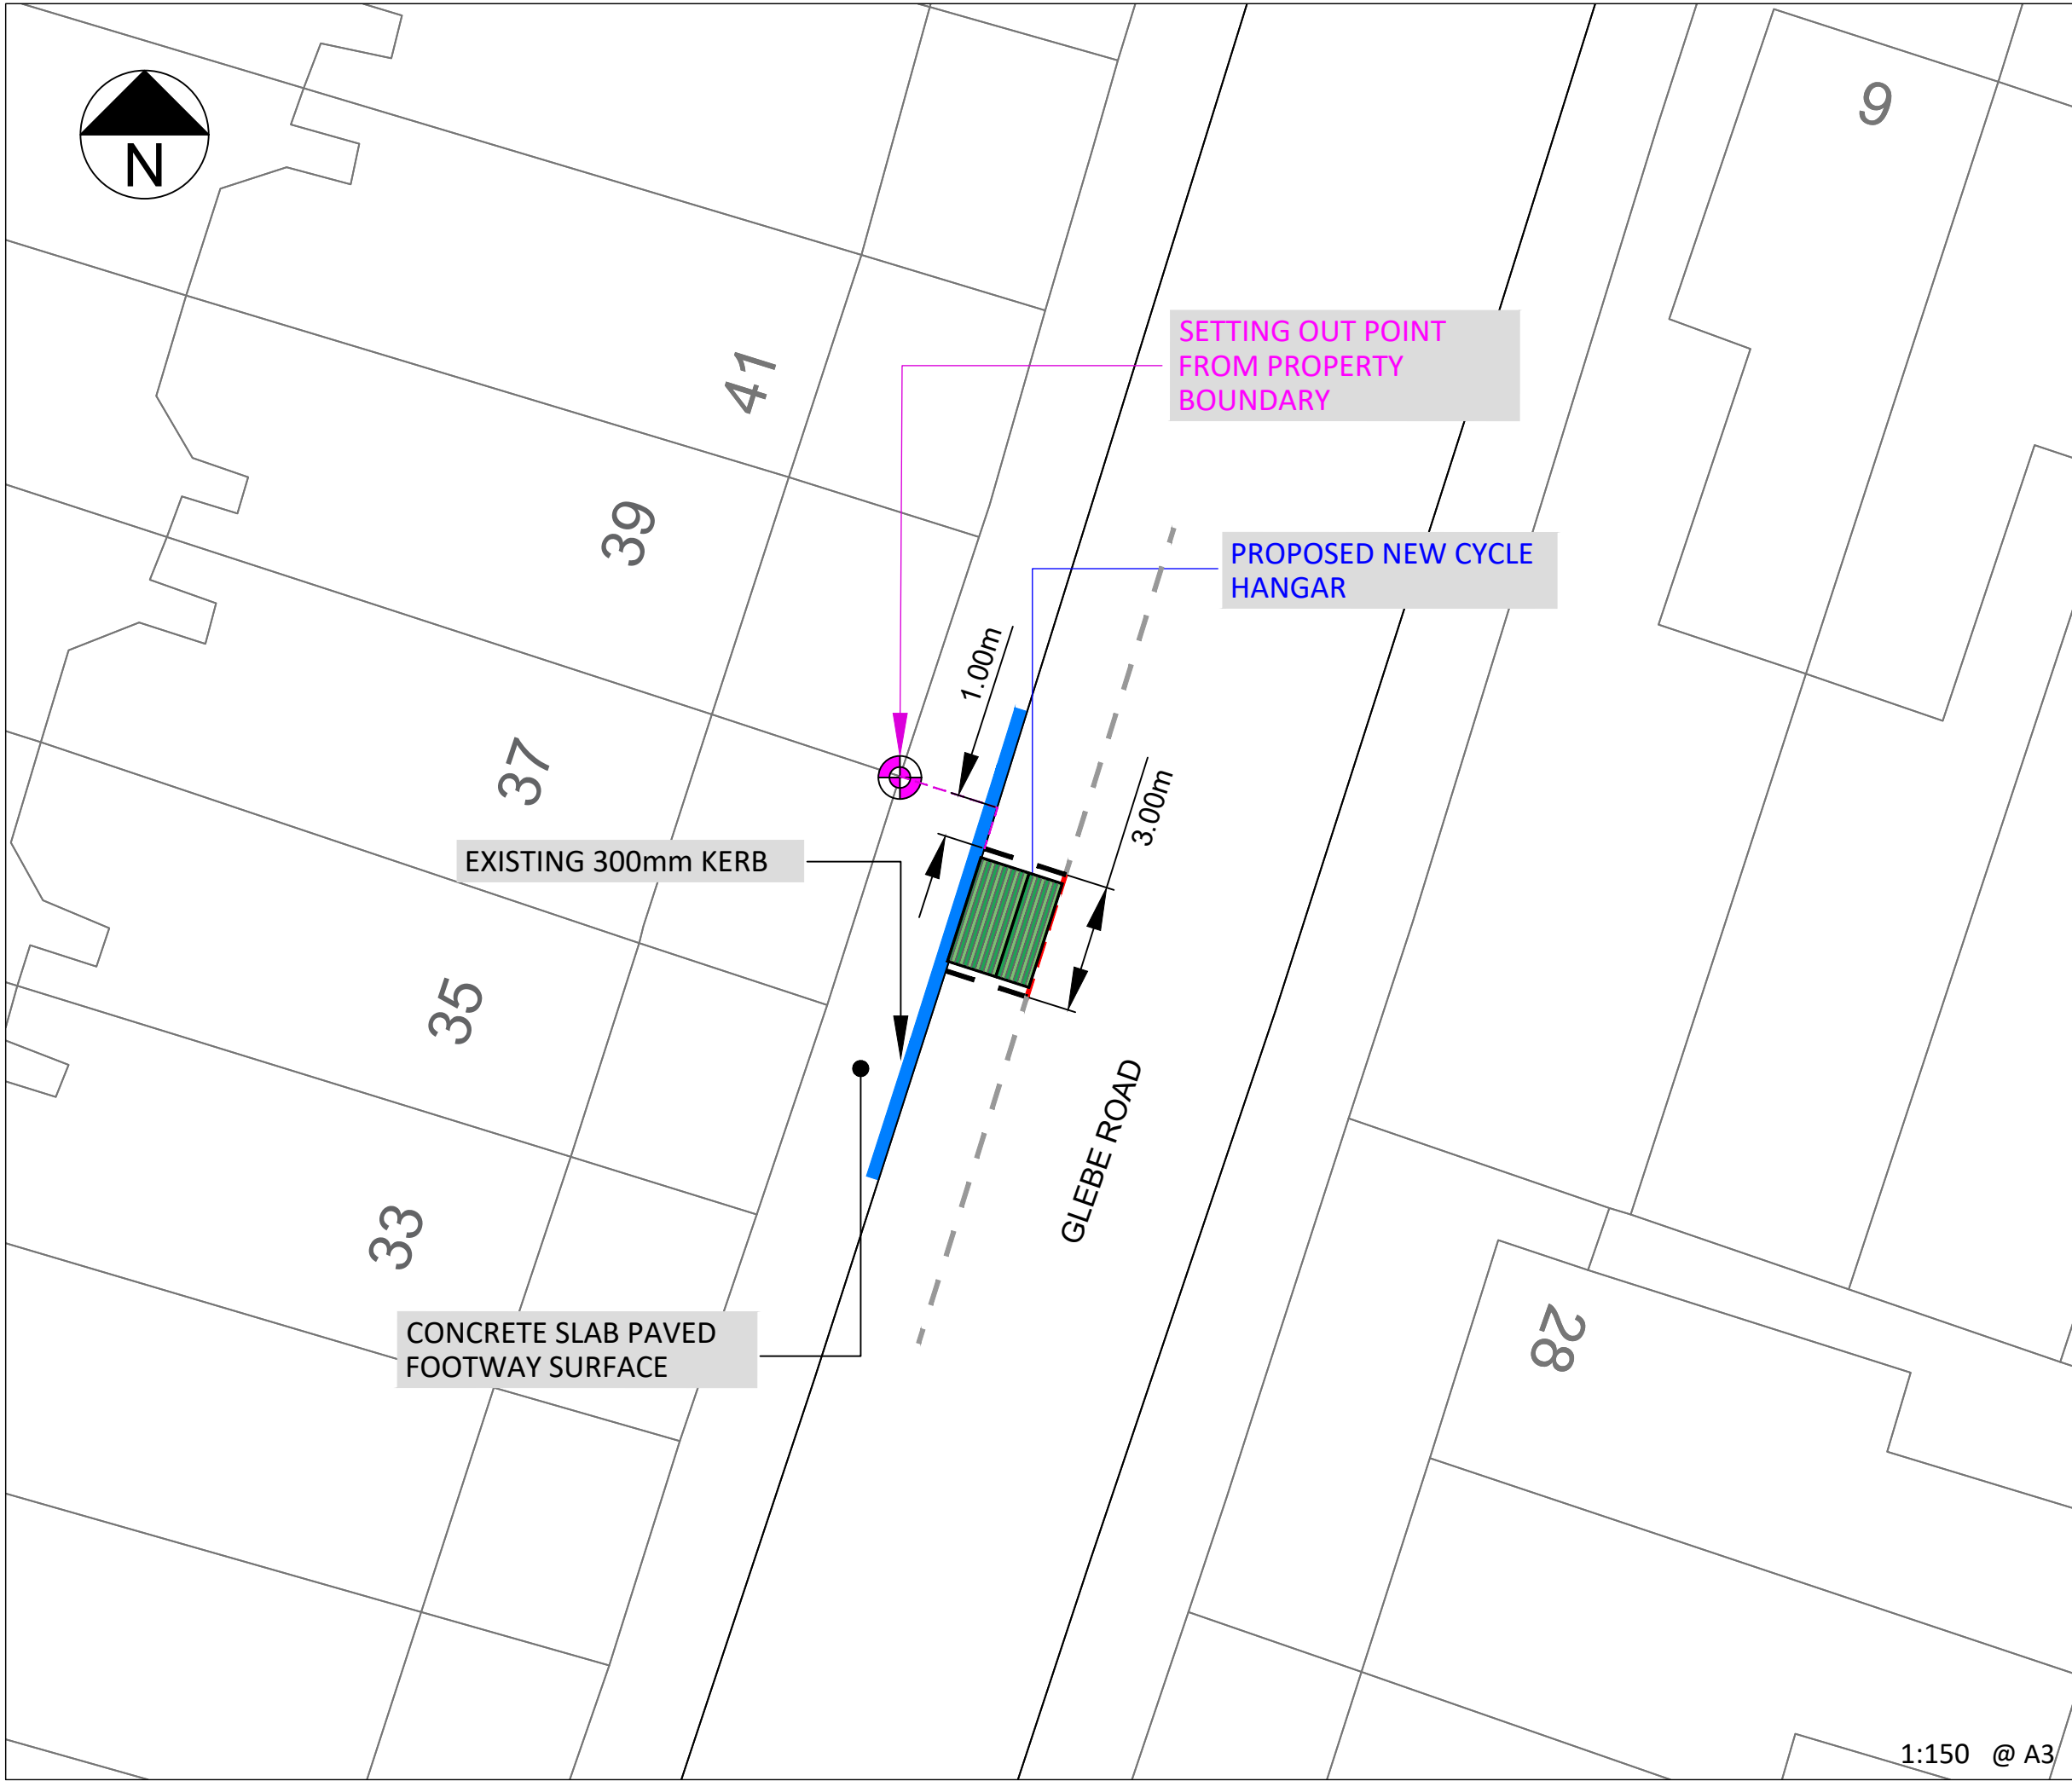 N
6
SETTING OUT POINT
FROM PROPERTY
BOUNDARY
41
39
PROPOSED NEW CYCLE
HANGAR
1.00m
37
3.00m
EXISTING 300mm KERB
35
GLEBE ROAD
33
CONCRETE SLAB PAVED
FOOTWAY SURFACE
28
1:150 @ A3